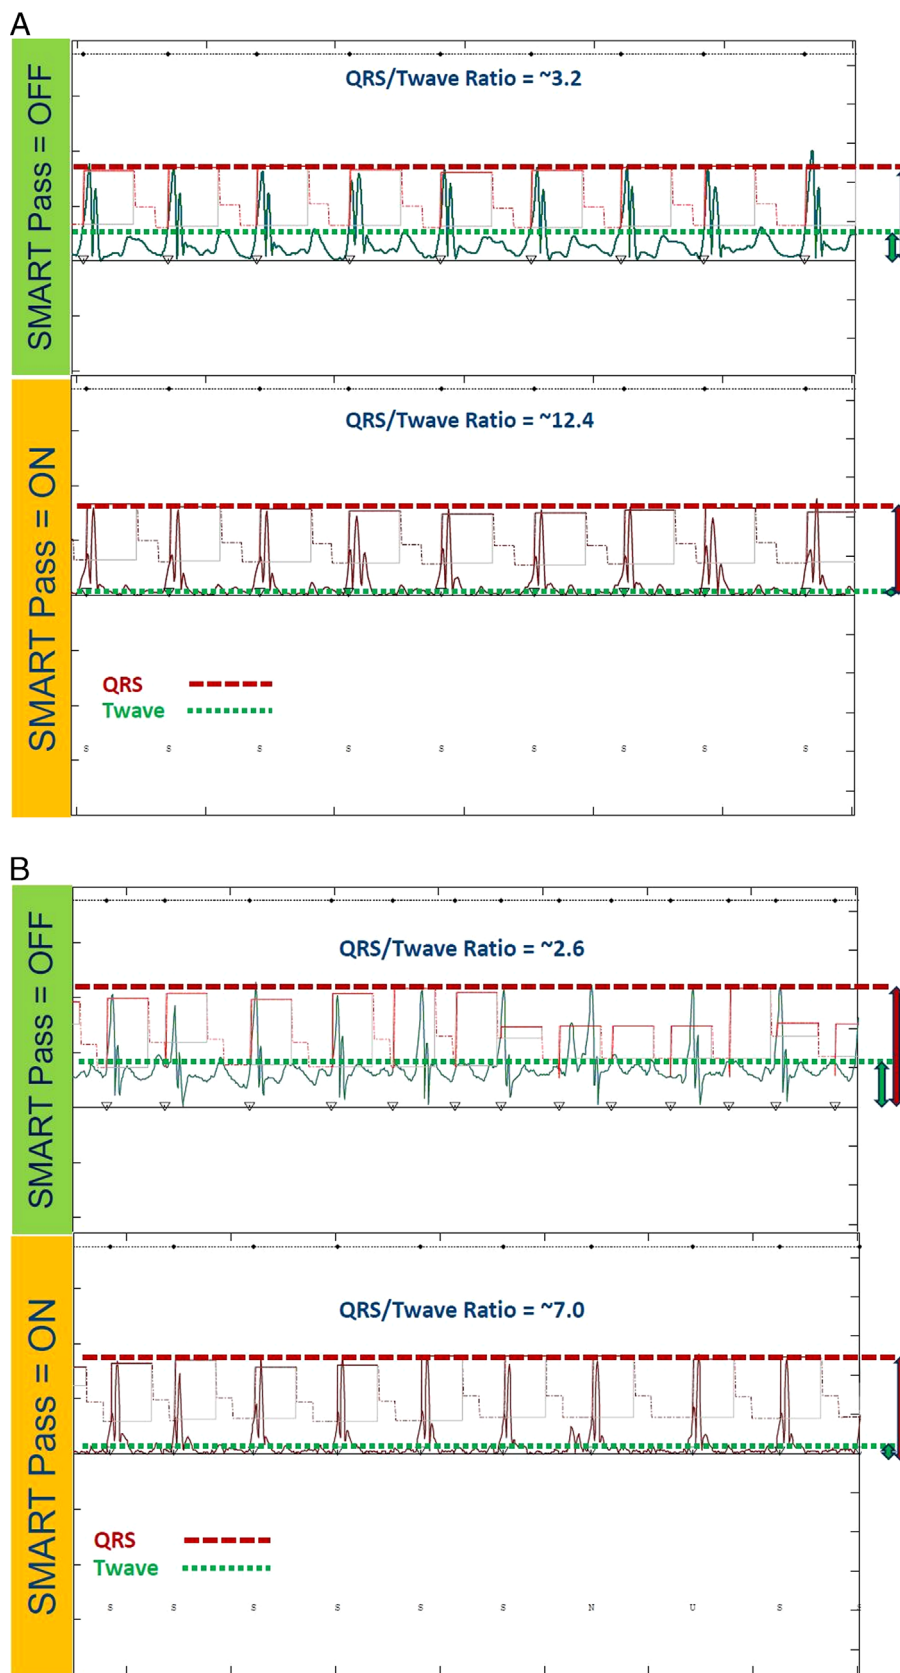 A
SMART Pass = OFF
QRS/Twave Ratio = ~3.2
SMART Pass = ON
QRS/Twave Ratio = ~12.4
QRS
Twave
S S S S S S S S S
B
SMART Pass = OFF
QRS/Twave Ratio = ~2.6
SMART Pass = ON
QRS/Twave Ratio = ~7.0
QRS
Twave
S S S S S S N U S